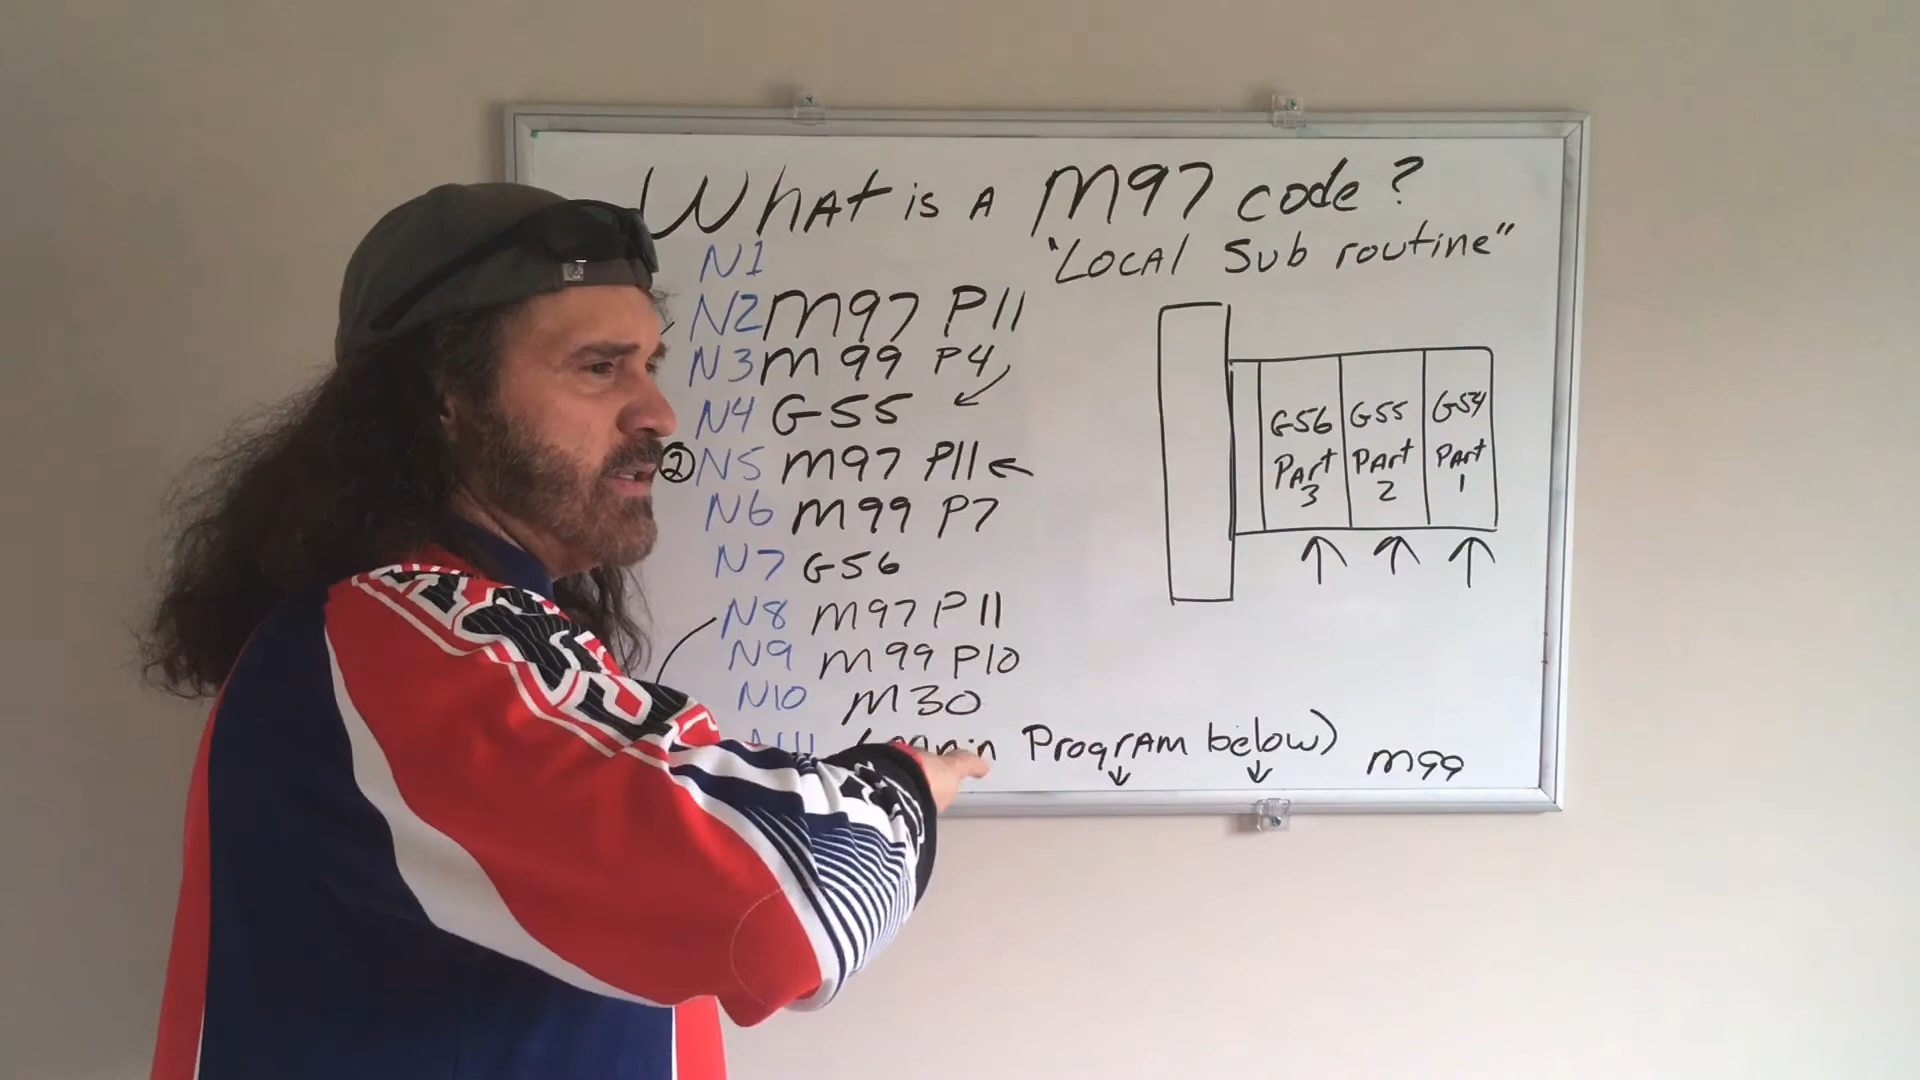 What is A M97 code?
"Local Sub routine"
N1
N2 M97 P11
N3 M99 P4
N4 G55
② N5 M97 P11
N6 M99 P7
N7 G56
N8 M97 P11
N9 M99 P10
N10 M30
Program below)
M99
G56 Part 3
G55 Part 2
G54 Part 1